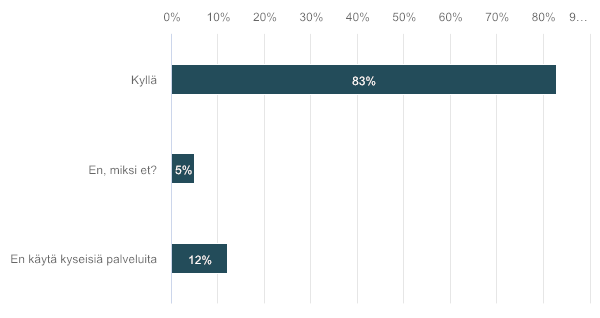 0% 10% 20% 30% 40% 50% 60% 70% 80% 9…
Kyllä 83%
En, miksi et? 5%
En käytä kyseisiä palveluita 12%